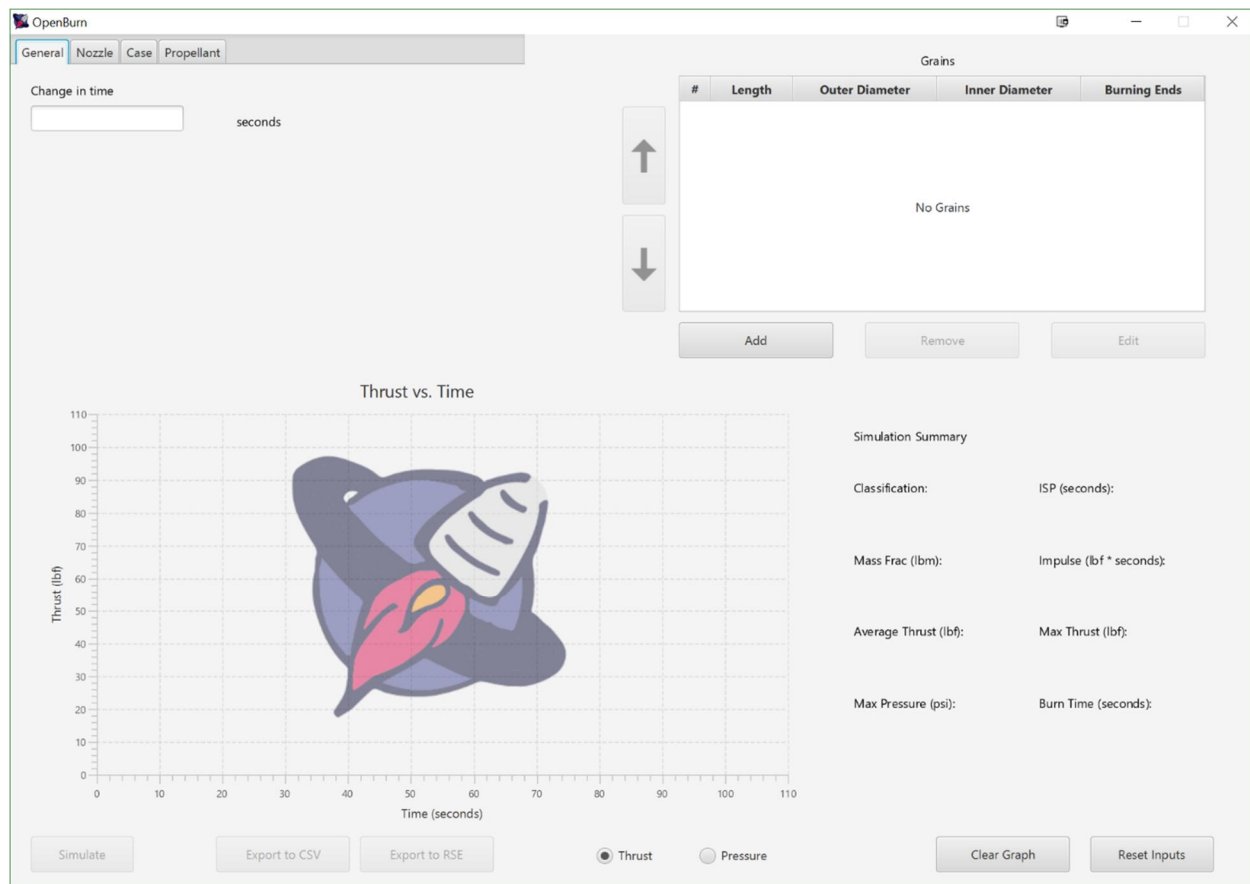 OpenBurn
General Nozzle Case Propellant
Grains
Change in time
seconds
# Length Outer Diameter Inner Diameter Burning Ends
No Grains
Add Remove Edit
Thrust vs. Time
Thrust (lbf)
110
100
90
80
70
60
50
40
30
20
10
0
0 10 20 30 40 50 60 70 80 90 100 110
Time (seconds)
Simulation Summary
Classification: ISP (seconds):
Mass Frac (lbm): Impulse (lbf * seconds):
Average Thrust (lbf): Max Thrust (lbf):
Max Pressure (psi): Burn Time (seconds):
Simulate Export to CSV Export to RSE Thrust Pressure Clear Graph Reset Inputs